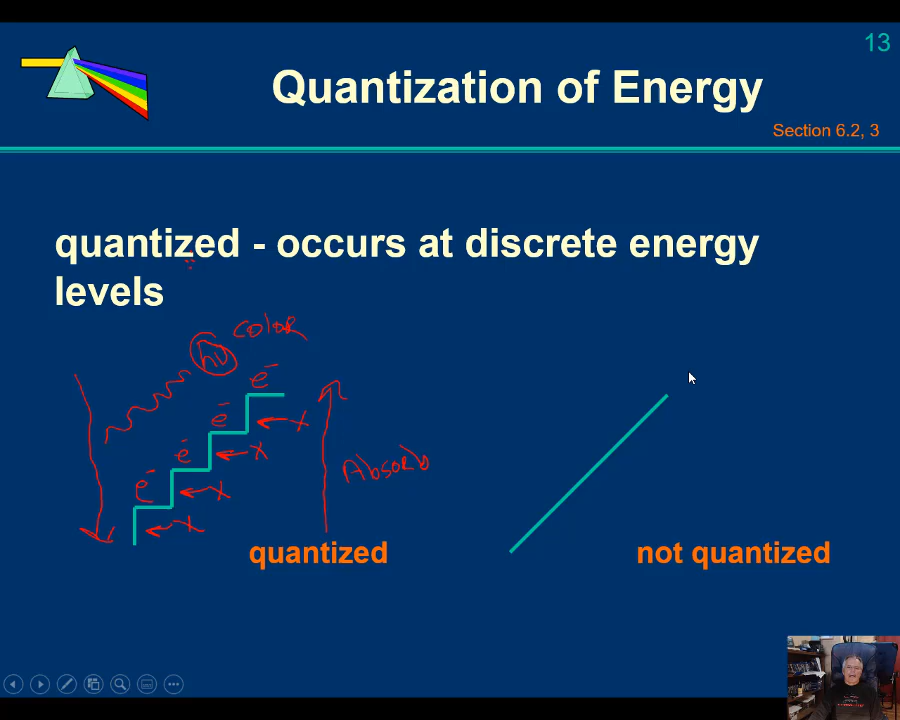 13
Quantization of Energy
Section 6.2, 3
quantized - occurs at discrete energy
levels
hν color
e⁻
e⁻
x
e⁻
x
Absorb
e⁻
x
x
quantized
not quantized